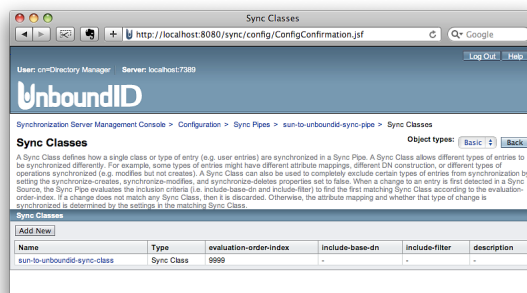 Sync Classes
http://localhost:8080/sync/config/ConfigConfirmation.jsf
Google
Log Out Help
User: cn=Directory Manager Server: localhost:7389
UnboundID
Synchronization Server Management Console > Configuration > Sync Pipes > sun-to-unboundid-sync-pipe > Sync Classes
Sync Classes
Object types: Basic Back
A Sync Class defines how a single class or type of entry (e.g. user entries) are synchronized in a Sync Pipe. A Sync Class allows different types of entries to
be synchronized differently. For example, some types of entries might have different attribute mappings, different DN construction, or different types of
operations synchronized (e.g. modifies but not creates). A Sync Class can also be used to completely exclude certain types of entries from synchronization by
setting the synchronize-creates, synchronize-modifies, and synchronize-deletes properties set to false. When a change to an entry is first detected in a Sync
Source, the Sync Pipe evaluates the inclusion criteria (i.e. include-base-dn and include-filter) to find the first matching Sync Class according to the evaluation-
order-index. If a change does not match any Sync Class, then it is discarded. Otherwise, the attribute mapping and whether that type of change is
synchronized is determined by the settings in the matching Sync Class.
Sync Classes
Add New
Name Type evaluation-order-index include-base-dn include-filter description
sun-to-unboundid-sync-class Sync Class 9999 - - -